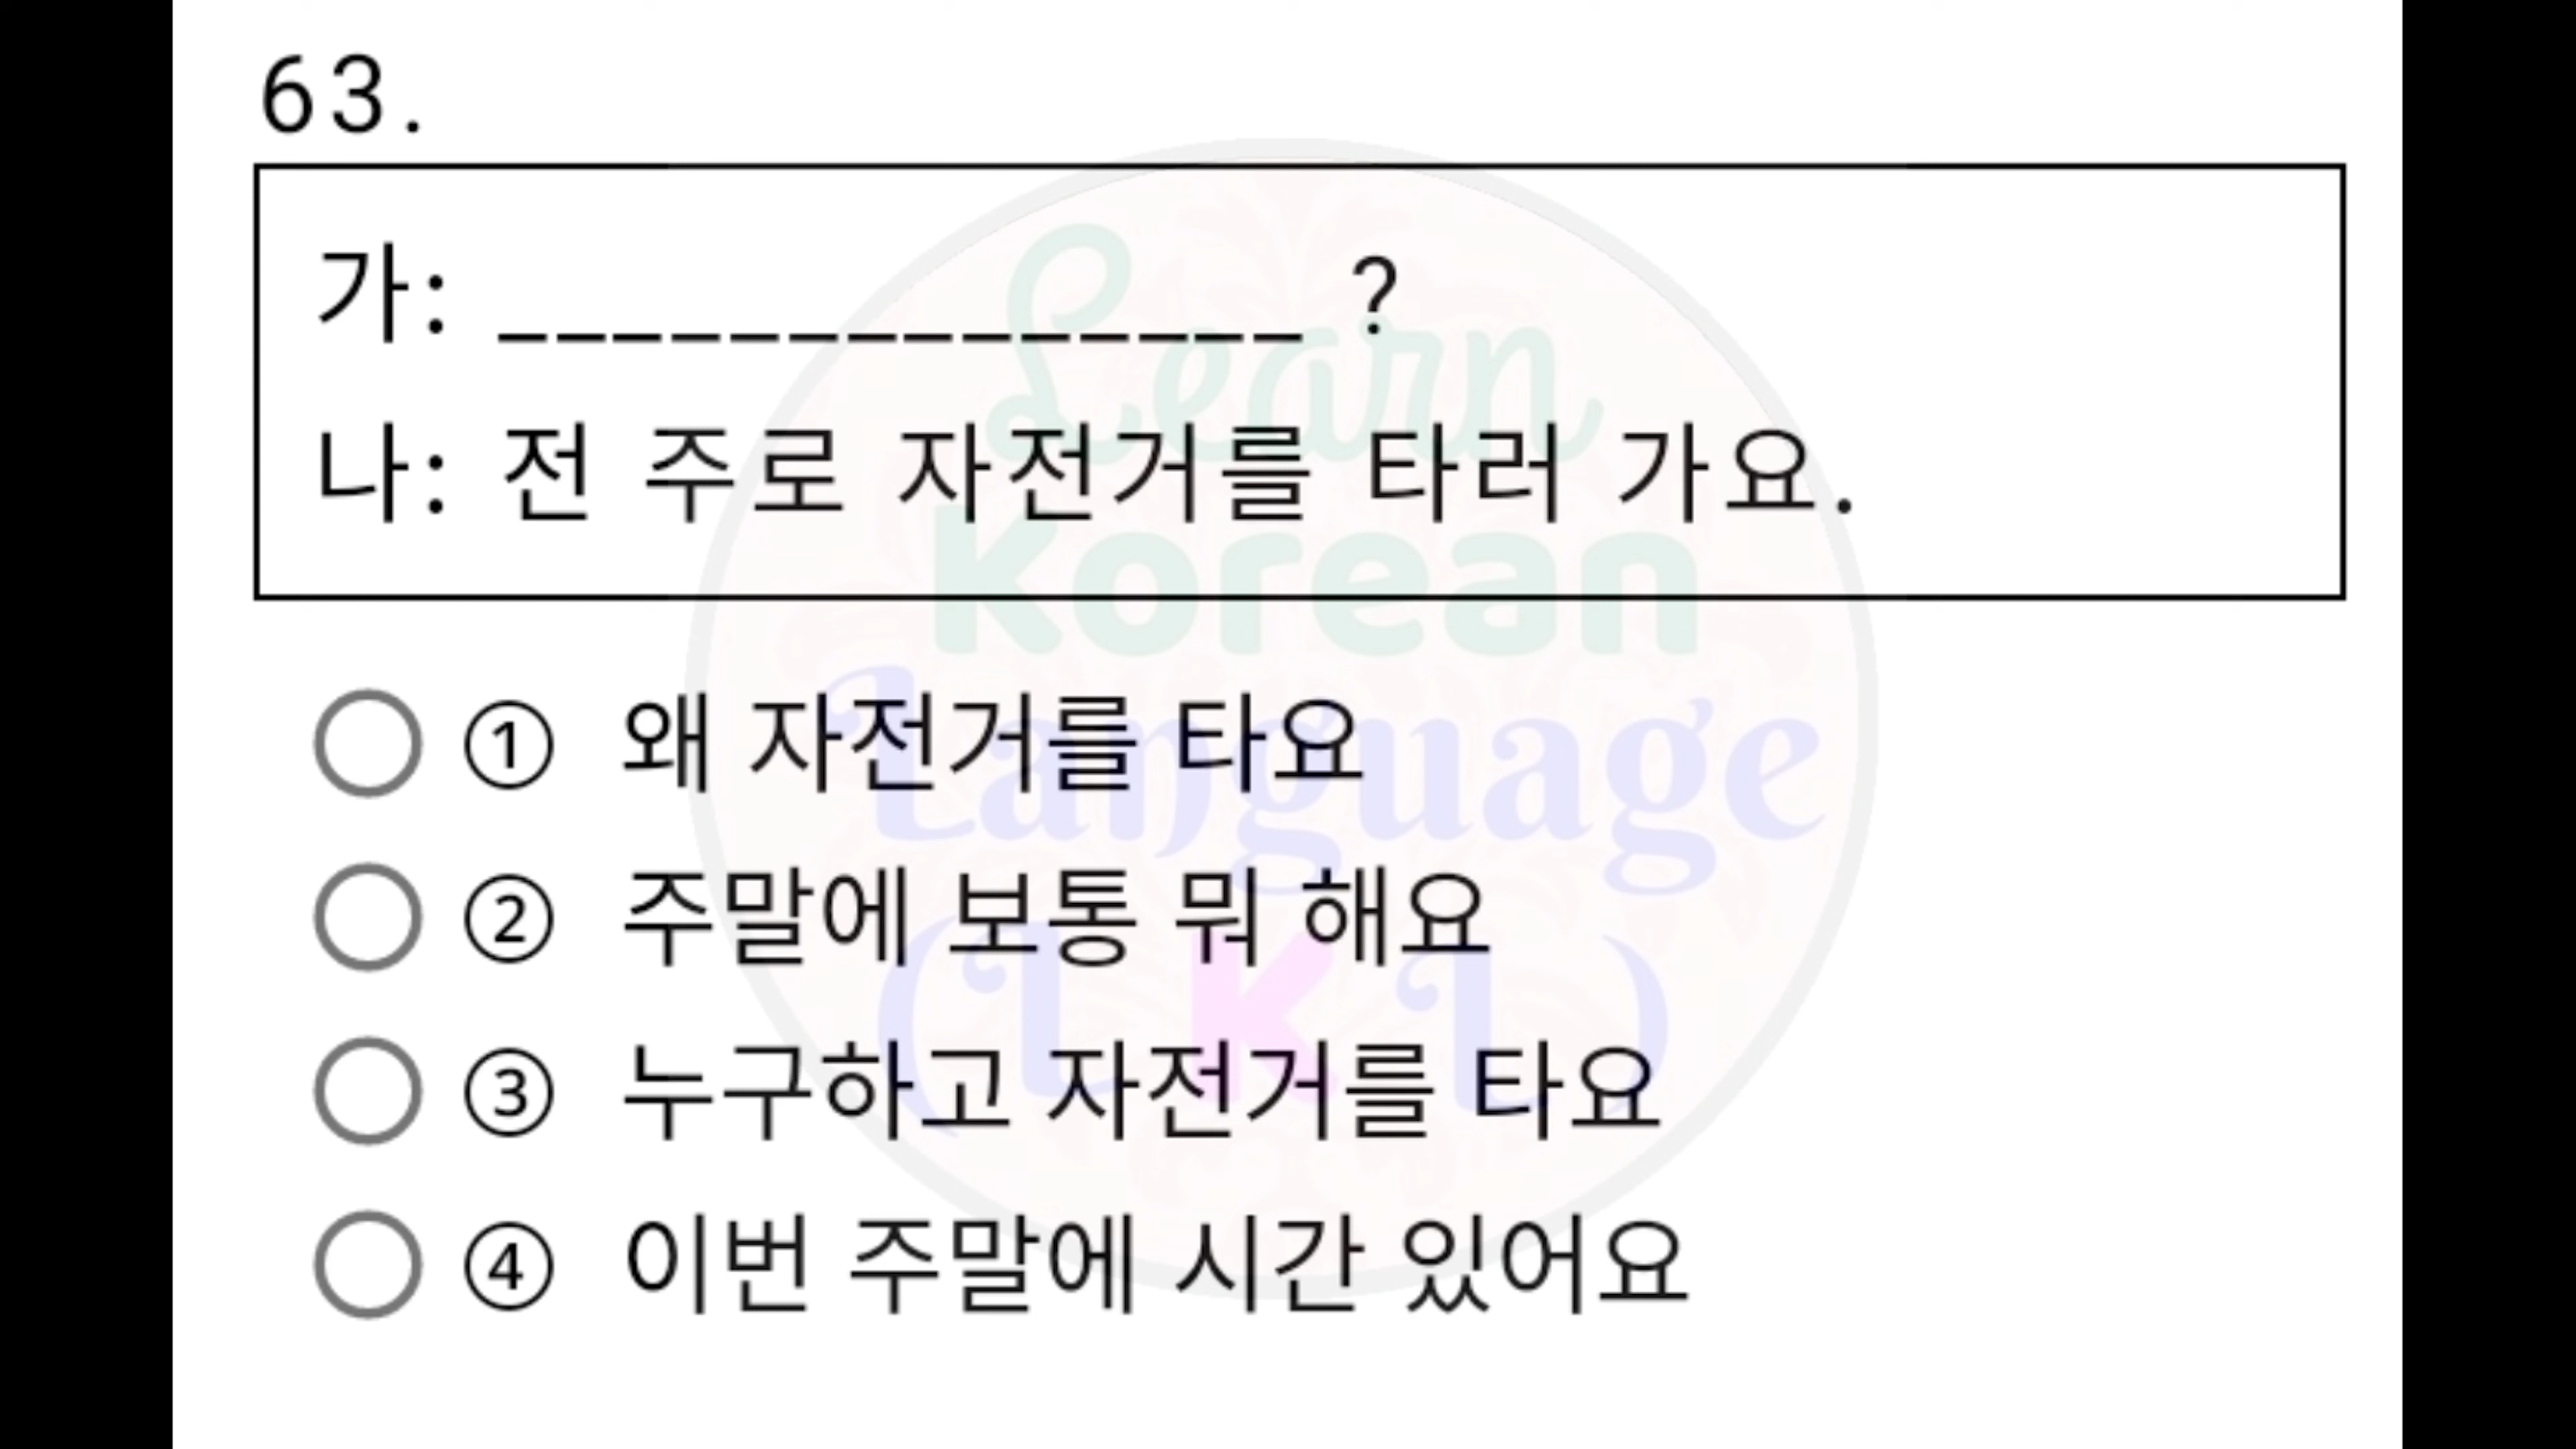 63.
가: ______________ ?
나: 전 주로 자전거를 타러 가요.
① 왜 자전거를 타요
② 주말에 보통 뭐 해요
③ 누구하고 자전거를 타요
④ 이번 주말에 시간 있어요
Learn
Korean
Language
(LKL)